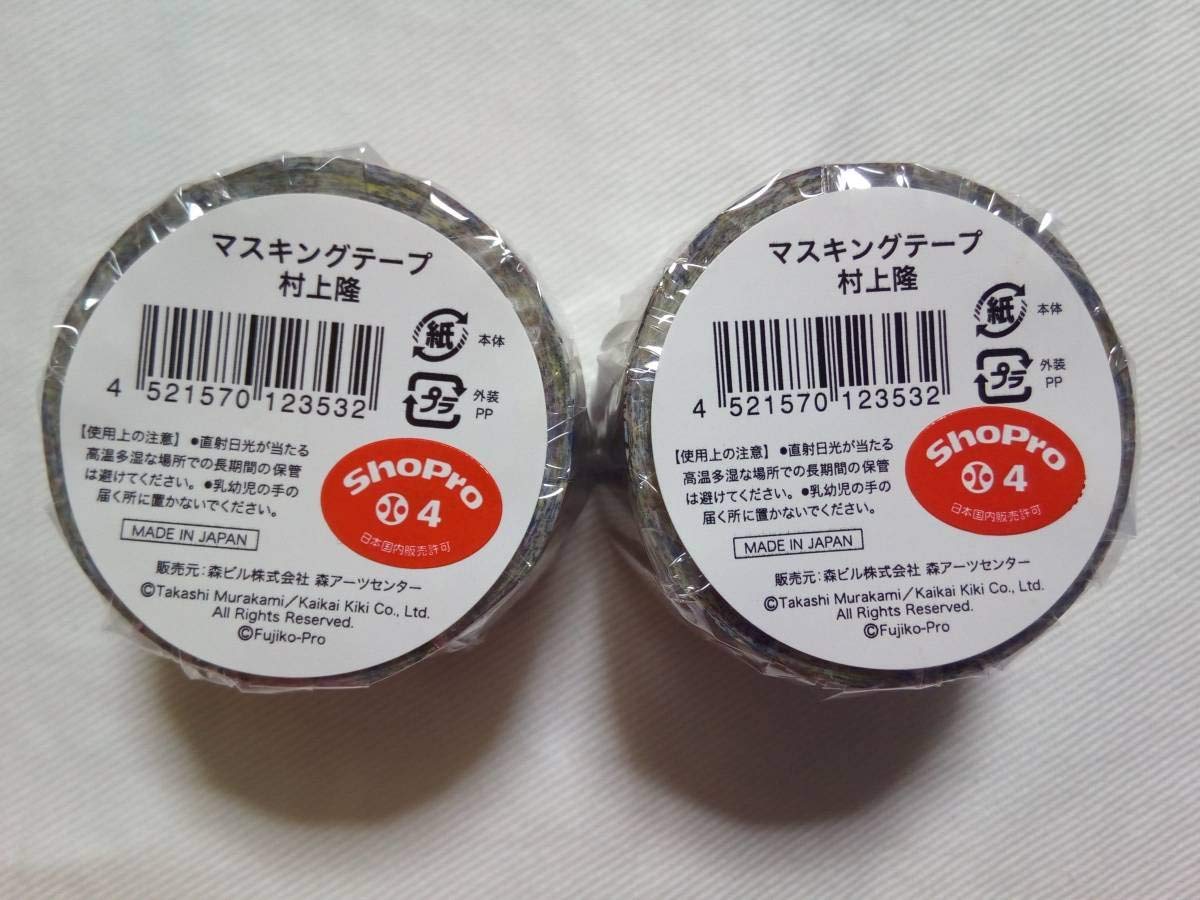 マスキングテープ
村上隆
紙
本体
プラ
外装
PP
4 521570 123532
【使用上の注意】●直射日光が当たる
高温多湿な場所での長期間の保管
は避けてください。●乳幼児の手の
届く所に置かないでください。
ShoPro
4
日本国内販売許可
MADE IN JAPAN
販売元:森ビル株式会社 森アーツセンター
©Takashi Murakami/Kaikai Kiki Co., Ltd.
All Rights Reserved.
©Fujiko-Pro
マスキングテープ
村上隆
紙
本体
プラ
外装
PP
4 521570 123532
【使用上の注意】●直射日光が当たる
高温多湿な場所での長期間の保管
は避けてください。●乳幼児の手の
届く所に置かないでください。
ShoPro
4
日本国内販売許可
MADE IN JAPAN
販売元:森ビル株式会社 森アーツセンター
©Takashi Murakami/Kaikai Kiki Co., Ltd.
All Rights Reserved.
©Fujiko-Pro